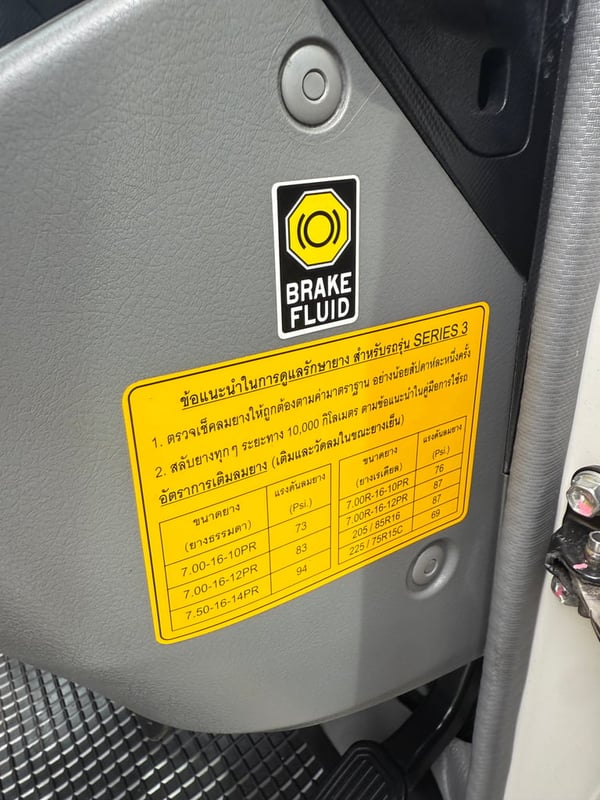 BRAKE
FLUID
ข้อแนะนำในการดูแลรักษายาง สำหรับรถรุ่น SERIES 3
1. ตรวจเช็คลมยางให้ถูกต้องตามค่ามาตราฐาน อย่างน้อยสัปดาห์ละหนึ่งครั้ง
2. สลับยางทุกๆ ระยะทาง 10,000 กิโลเมตร ตามข้อแนะนำในคู่มือการใช้รถ
อัตราการเติมลมยาง (เติมและวัดลมในขณะยางเย็น)
ขนาดยาง แรงดันลมยาง
(ยางธรรมดา) (Psi.)
7.00-16-10PR 73
7.00-16-12PR 83
7.50-16-14PR 94
ขนาดยาง แรงดันลมยาง
(ยางเรเดียล) (Psi.)
7.00R-16-10PR 76
7.00R-16-12PR 87
205 / 85R16 87
225 / 75R15C 69